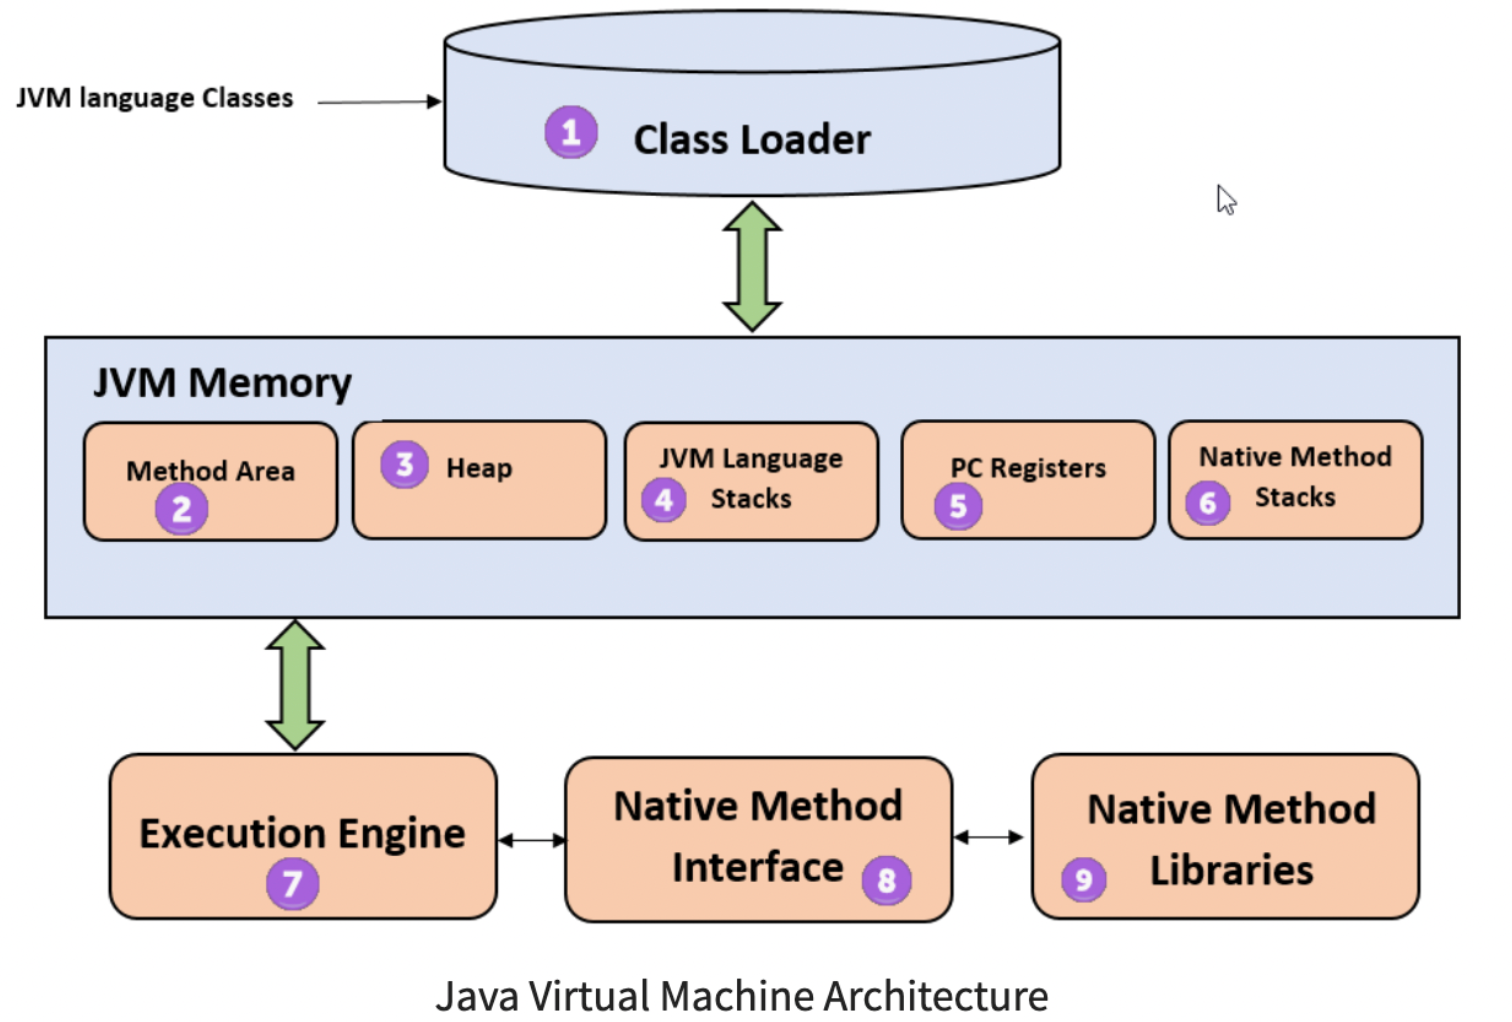 JVM language Classes
1 Class Loader
JVM Memory
Method Area
2
3 Heap
JVM Language
4 Stacks
PC Registers
5
Native Method
6 Stacks
Execution Engine
7
Native Method
Interface 8
Native Method
9 Libraries
Java Virtual Machine Architecture